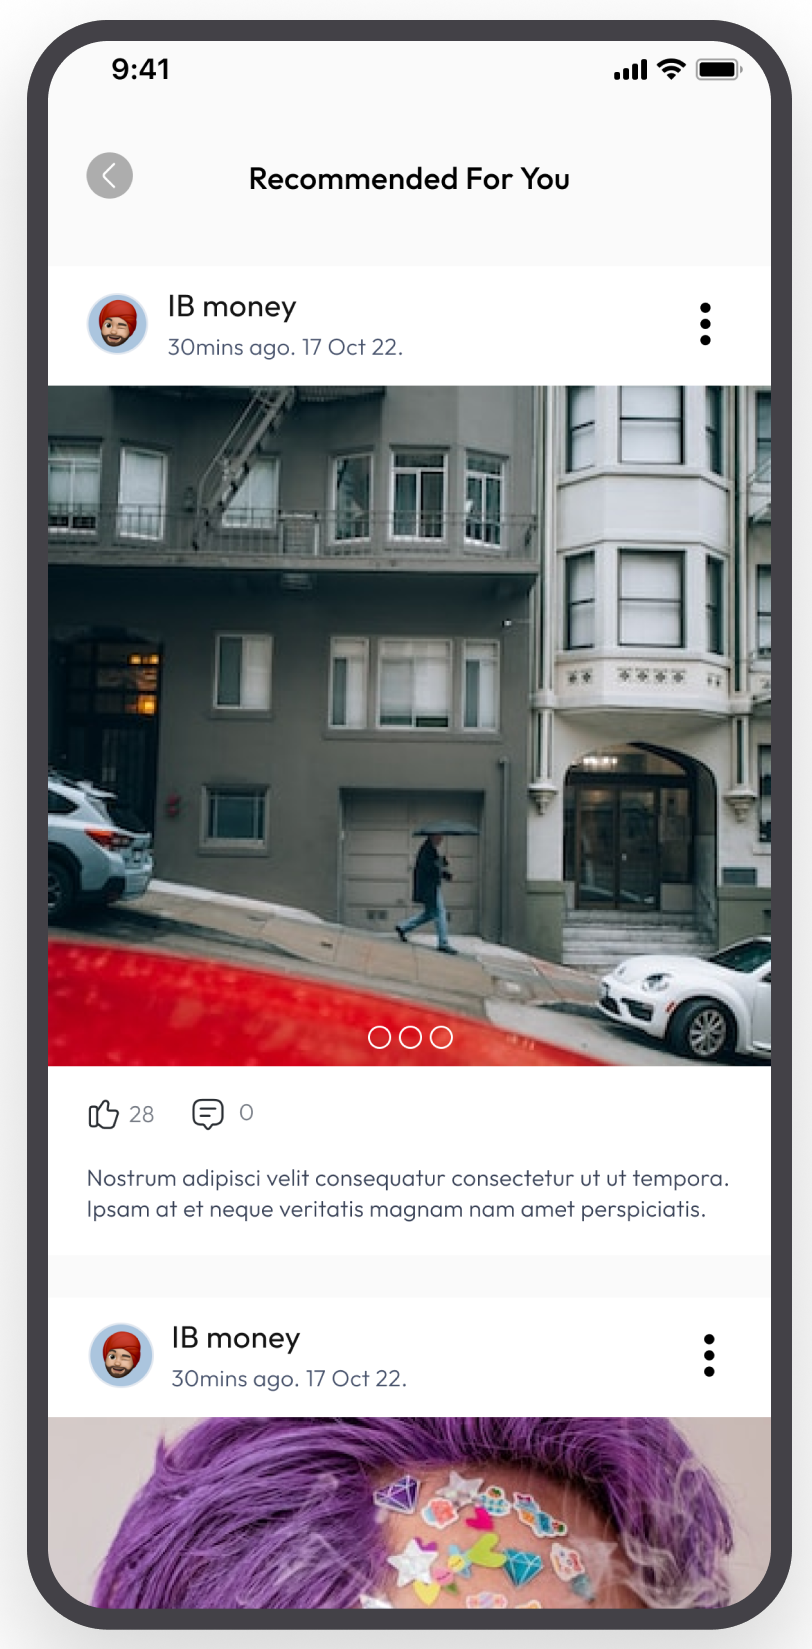 9:41
Recommended For You
IB money
30mins ago. 17 Oct 22.
28 0
Nostrum adipisci velit consequatur consectetur ut ut tempora.
Ipsam at et neque veritatis magnam nam amet perspiciatis.
IB money
30mins ago. 17 Oct 22.